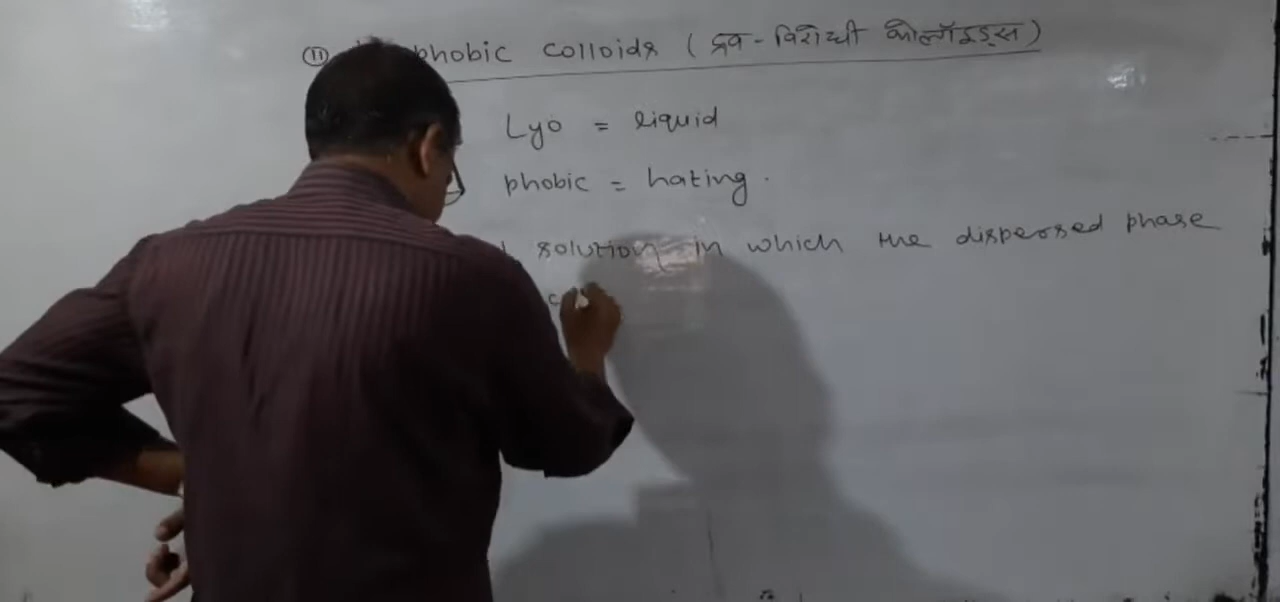 (ii) phobic Colloids (द्रव-विरोधी कोलॉइड्स)
Lyo = liquid
phobic = hating.
solution in which the dispersed phase